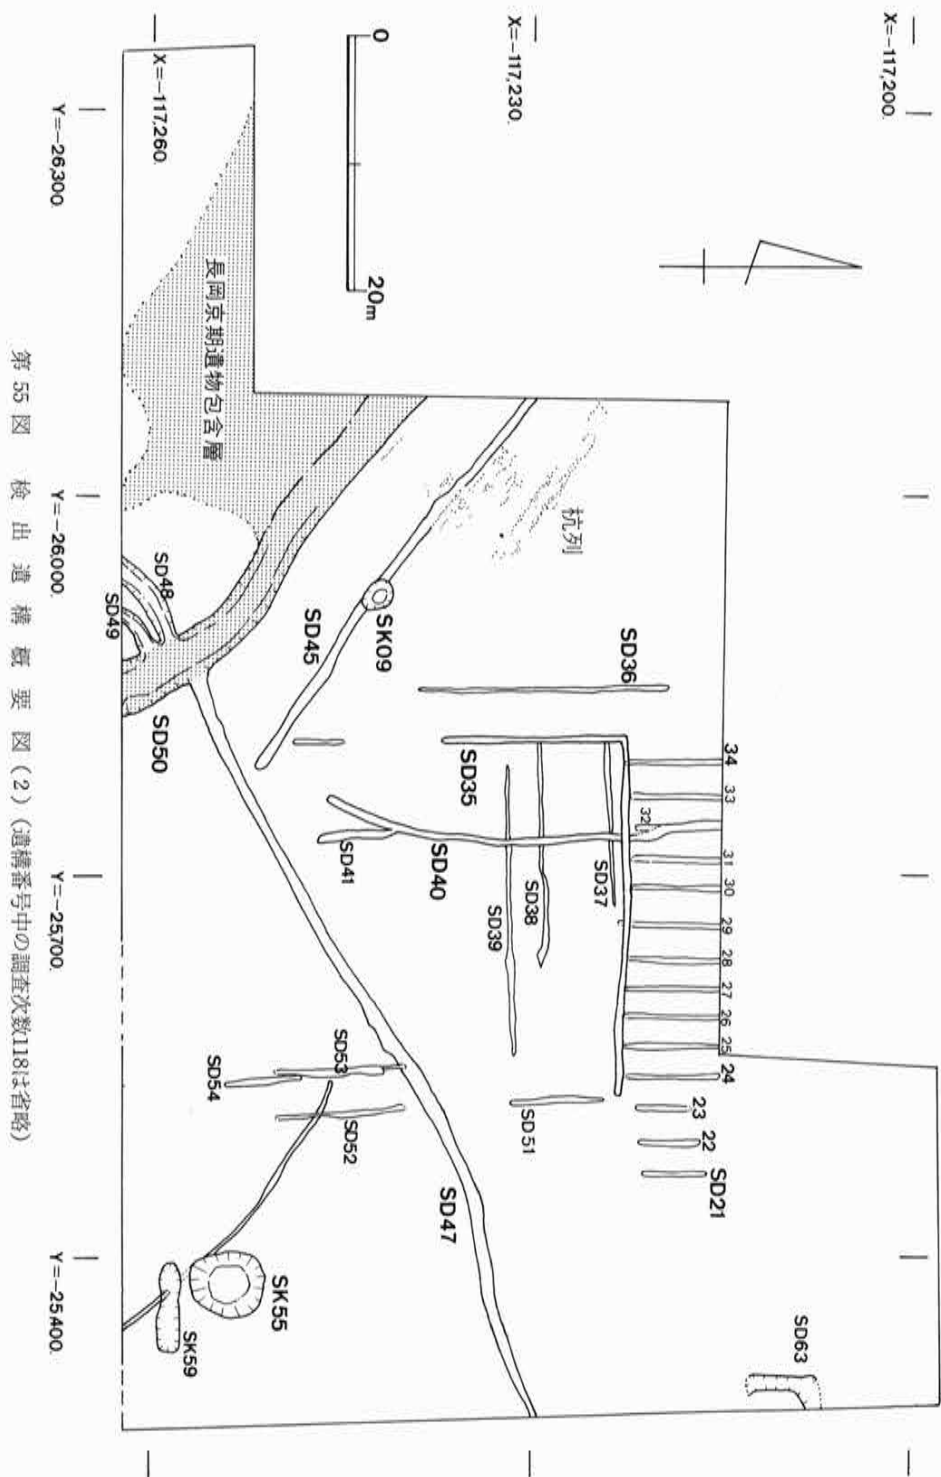 X=-117,200.
X=-117,230.
X=-117,260.
0
20m
長岡京期遺物包含層
杭列
SD36
SK09
SD45
SD48
SD49
SD50
34
33
32
31
30
29
28
27
26
25
24
23
22
SD21
SD35
SD37
SD38
SD39
SD40
SD41
SD51
SD53
SD54
SD52
SD47
SK55
SK59
SD63
Y=-26,300.
Y=-26,000.
Y=-25,700.
Y=-25,400.
第55図 検出遺構概要図(2)(遺構番号中の調査次数118は省略)